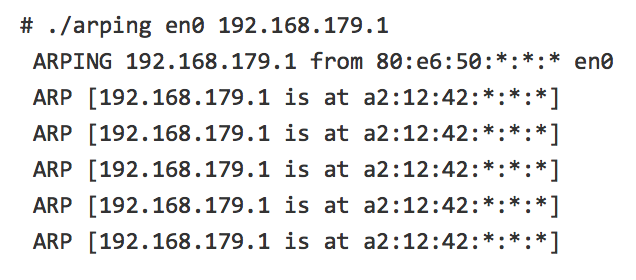 # ./arping en0 192.168.179.1
ARPING 192.168.179.1 from 80:e6:50:*:*:* en0
ARP [192.168.179.1 is at a2:12:42:*:*:*]
ARP [192.168.179.1 is at a2:12:42:*:*:*]
ARP [192.168.179.1 is at a2:12:42:*:*:*]
ARP [192.168.179.1 is at a2:12:42:*:*:*]
ARP [192.168.179.1 is at a2:12:42:*:*:*]